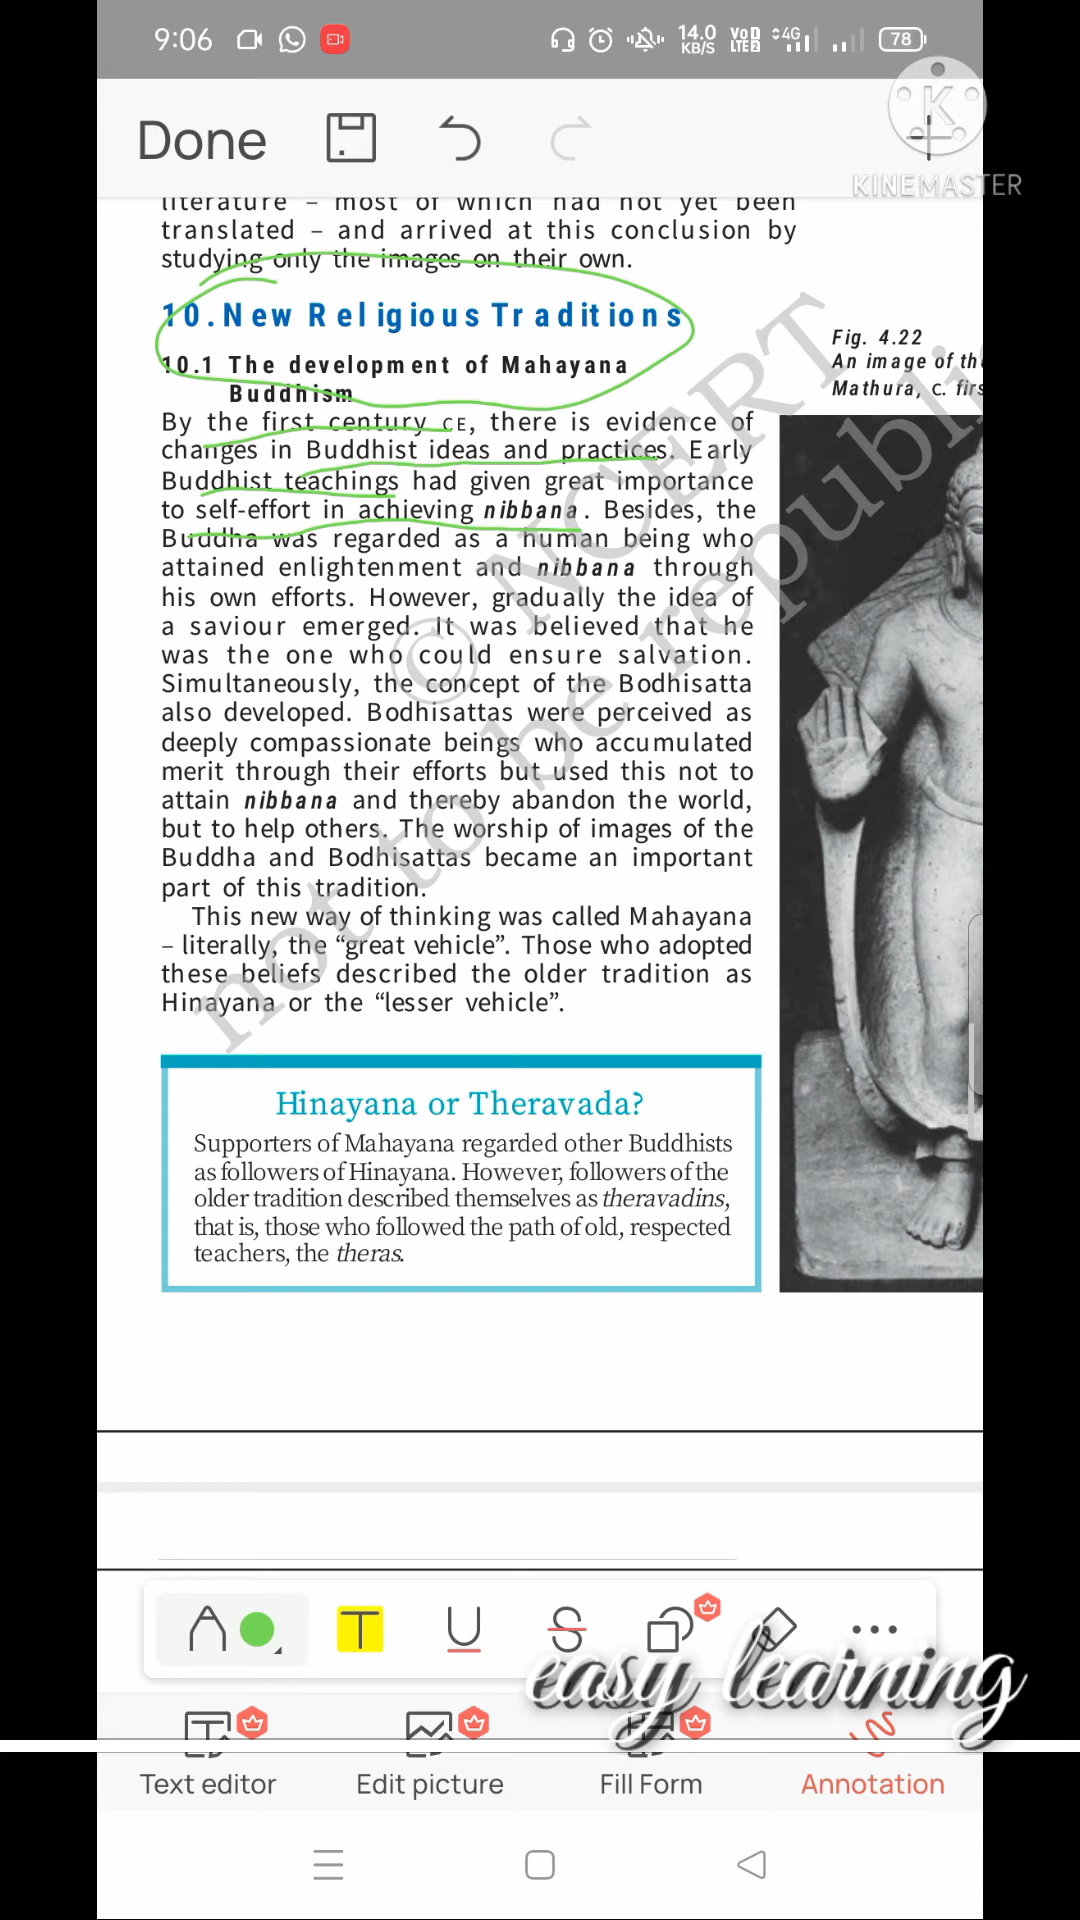 9:06
14.0 KB/S VoD LTE2 4G 78
Done
KINEMASTER
literature – most of which had not yet been
translated – and arrived at this conclusion by
studying only the images on their own.
10. New Religious Traditions
10.1 The development of Mahayana
Buddhism
By the first century CE, there is evidence of
changes in Buddhist ideas and practices. Early
Buddhist teachings had given great importance
to self-effort in achieving nibbana. Besides, the
Buddha was regarded as a human being who
attained enlightenment and nibbana through
his own efforts. However, gradually the idea of
a saviour emerged. It was believed that he
was the one who could ensure salvation.
Simultaneously, the concept of the Bodhisatta
also developed. Bodhisattas were perceived as
deeply compassionate beings who accumulated
merit through their efforts but used this not to
attain nibbana and thereby abandon the world,
but to help others. The worship of images of the
Buddha and Bodhisattas became an important
part of this tradition.
This new way of thinking was called Mahayana
– literally, the “great vehicle”. Those who adopted
these beliefs described the older tradition as
Hinayana or the “lesser vehicle”.
Fig. 4.22
An image of th
Mathura, c. firs
© NCERT
not to be republi
Hinayana or Theravada?
Supporters of Mahayana regarded other Buddhists
as followers of Hinayana. However, followers of the
older tradition described themselves as theravadins,
that is, those who followed the path of old, respected
teachers, the theras.
T U S
easy learning
Text editor Edit picture Fill Form Annotation